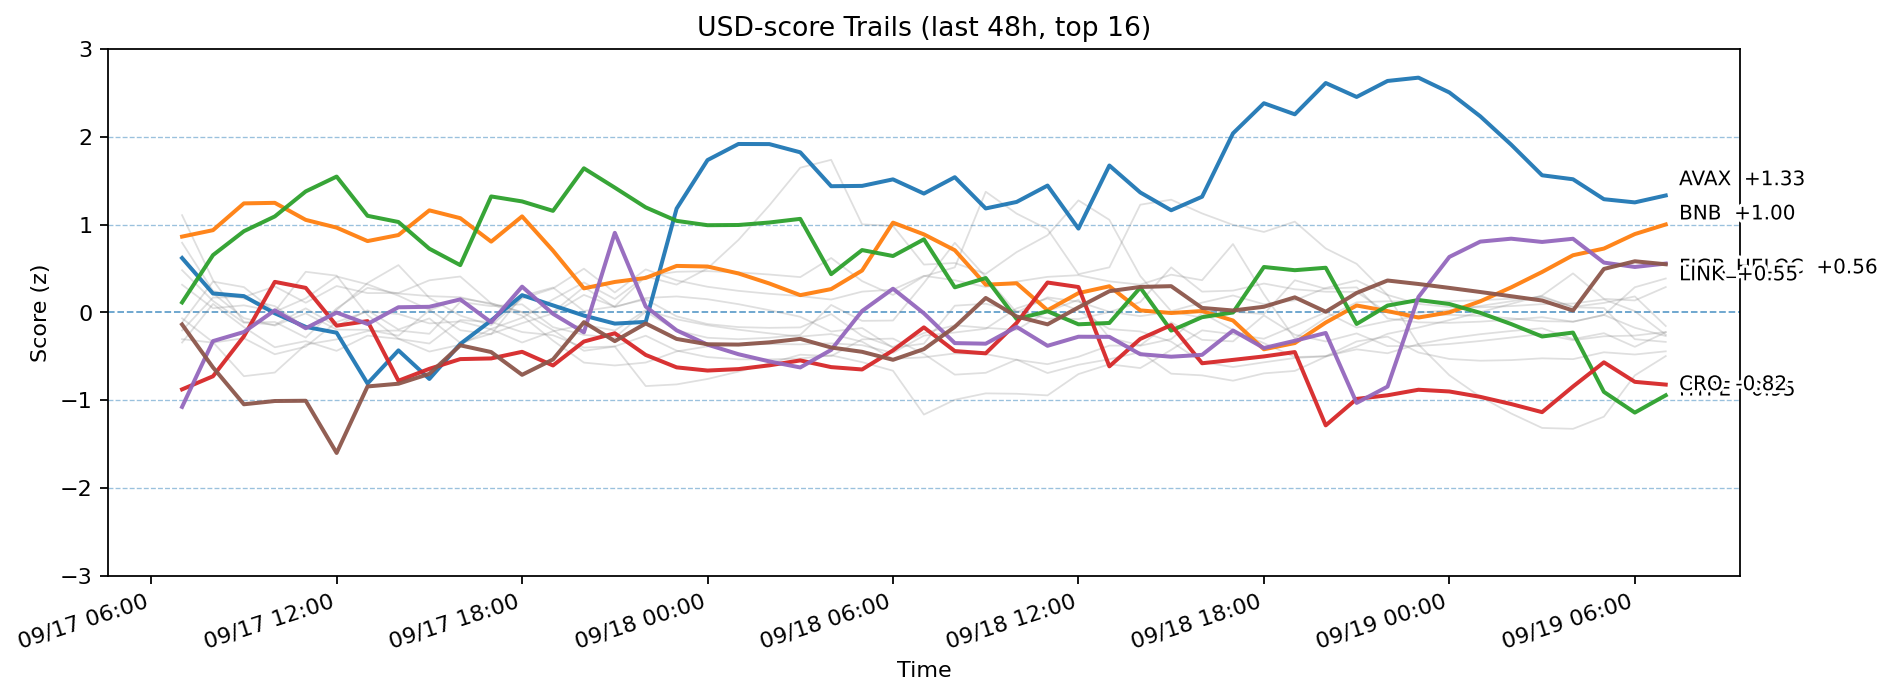 USD-score Trails (last 48h, top 16)
3
2
1
0
−1
−2
−3
Score (z)
AVAX +1.33
BNB +1.00
+0.56
LINK +0.55
CRO -0.82
09/17 06:00
09/17 12:00
09/17 18:00
09/18 00:00
09/18 06:00
09/18 12:00
09/18 18:00
09/19 00:00
09/19 06:00
Time